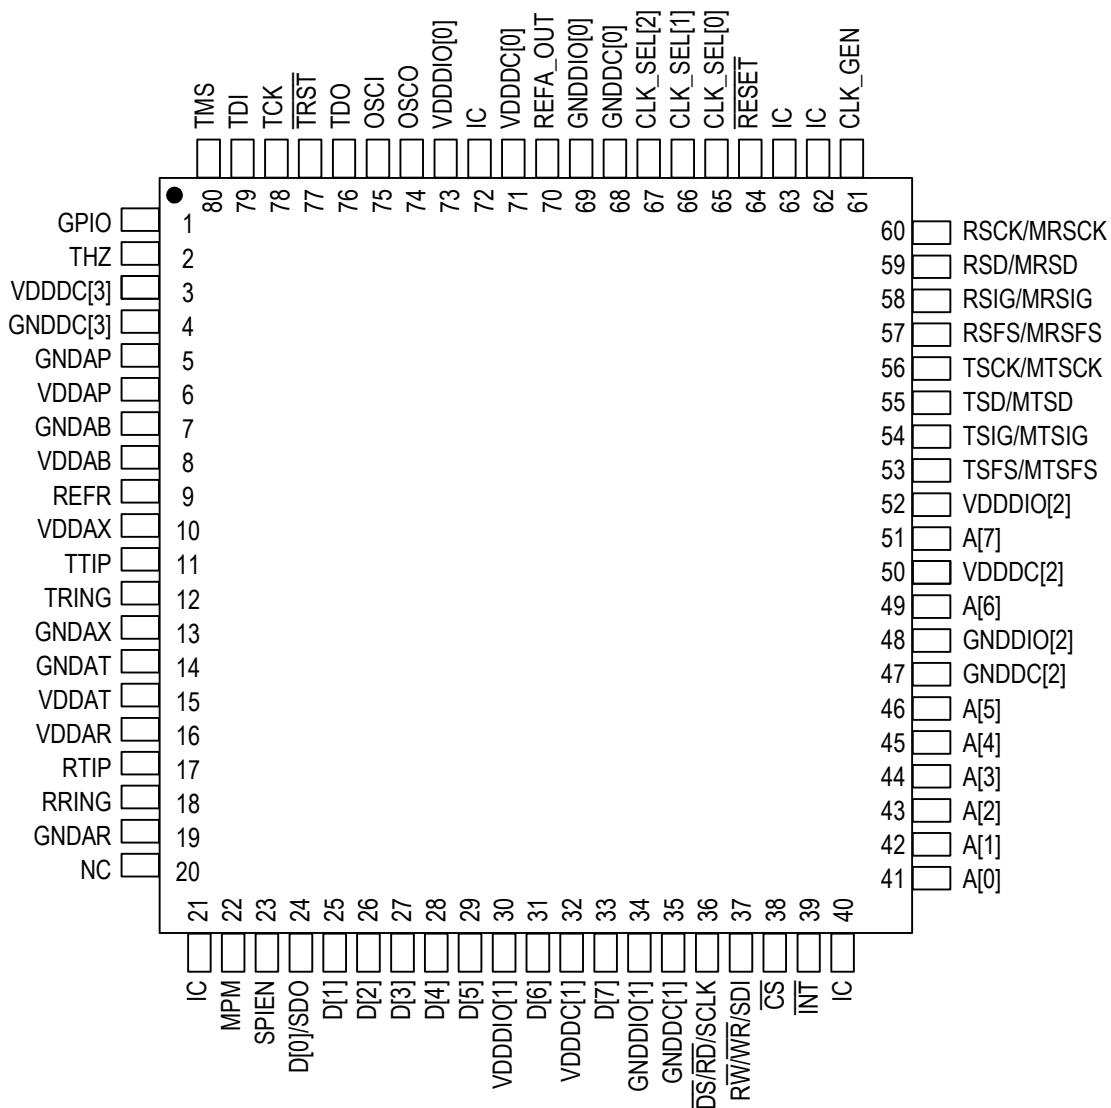 TMS
TDI
TCK
TRST
TDO
OSCI
OSCO
VDDDIO[0]
IC
VDDDC[0]
REFA_OUT
GNDDIO[0]
GNDDC[0]
CLK_SEL[2]
CLK_SEL[1]
CLK_SEL[0]
RESET
IC
IC
CLK_GEN
80
79
78
77
76
75
74
73
72
71
70
69
68
67
66
65
64
63
62
61
GPIO 1
THZ 2
VDDDC[3] 3
GNDDC[3] 4
GNDAP 5
VDDAP 6
GNDAB 7
VDDAB 8
REFR 9
VDDAX 10
TTIP 11
TRING 12
GNDAX 13
GNDAT 14
VDDAT 15
VDDAR 16
RTIP 17
RRING 18
GNDAR 19
NC 20
60 RSCK/MRSCK
59 RSD/MRSD
58 RSIG/MRSIG
57 RSFS/MRSFS
56 TSCK/MTSCK
55 TSD/MTSD
54 TSIG/MTSIG
53 TSFS/MTSFS
52 VDDDIO[2]
51 A[7]
50 VDDDC[2]
49 A[6]
48 GNDDIO[2]
47 GNDDC[2]
46 A[5]
45 A[4]
44 A[3]
43 A[2]
42 A[1]
41 A[0]
21
22
23
24
25
26
27
28
29
30
31
32
33
34
35
36
37
38
39
40
IC
MPM
SPIEN
D[0]/SDO
D[1]
D[2]
D[3]
D[4]
D[5]
VDDDIO[1]
D[6]
VDDDC[1]
D[7]
GNDDIO[1]
GNDDC[1]
DS/RD/SCLK
RW/WR/SDI
CS
INT
IC